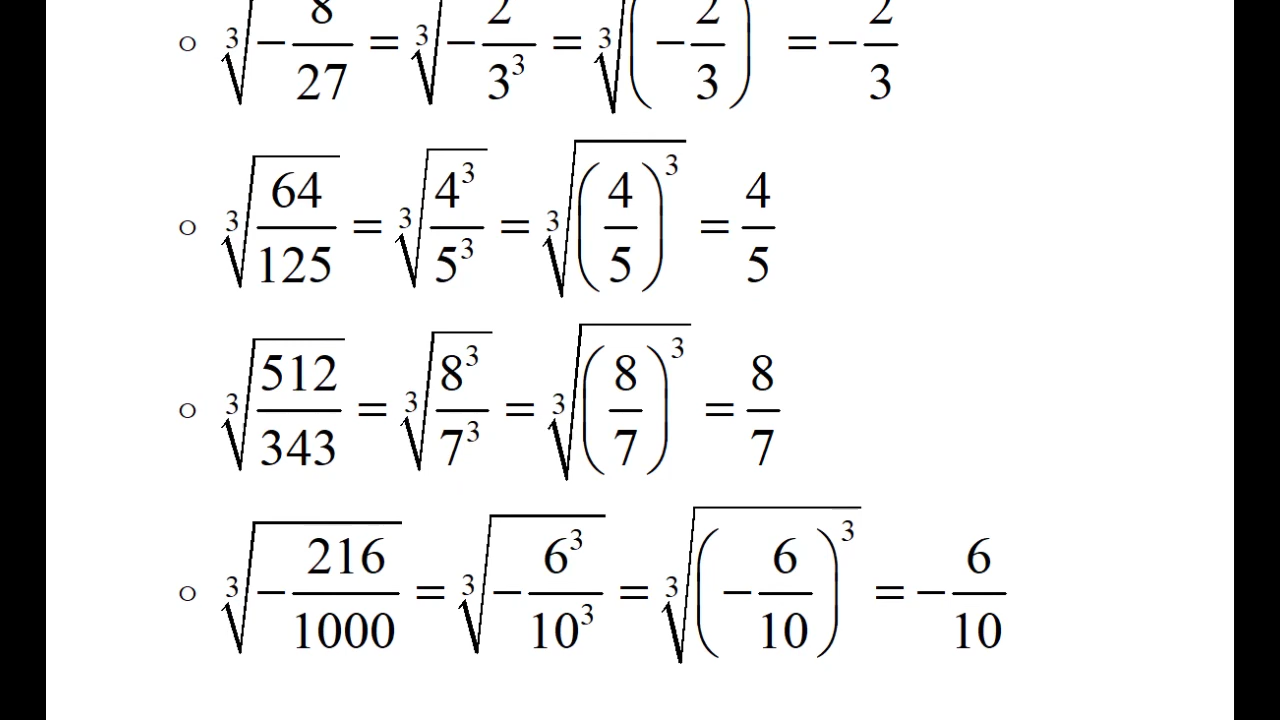 ○ ∛(-8/27) = ∛(-2/3³) = ∛(-2/3) = -2/3
○ ∛(64/125) = ∛(4³/5³) = ∛((4/5)³) = 4/5
○ ∛(512/343) = ∛(8³/7³) = ∛((8/7)³) = 8/7
○ ∛(-216/1000) = ∛(-6³/10³) = ∛((-6/10)³) = -6/10